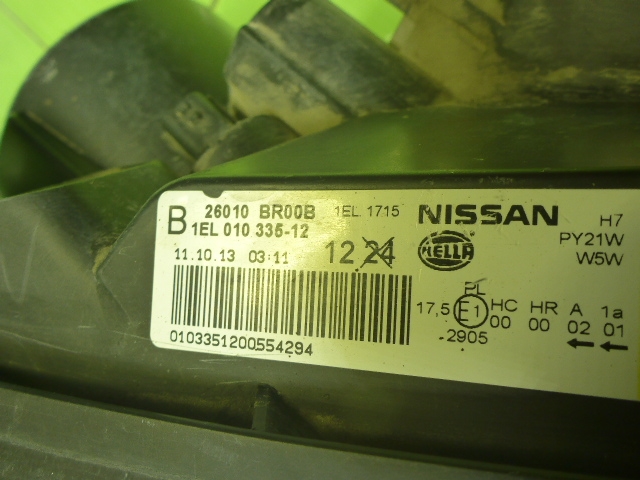 B 26010 BR00B 1EL 1715 NISSAN H7
1EL 010 335-12 PY21W
11.10.13 03:11 12 24 HELLA W5W
PL
17,5 E1 HC HR A 1a
00 00 02 01
2905
0103351200554294